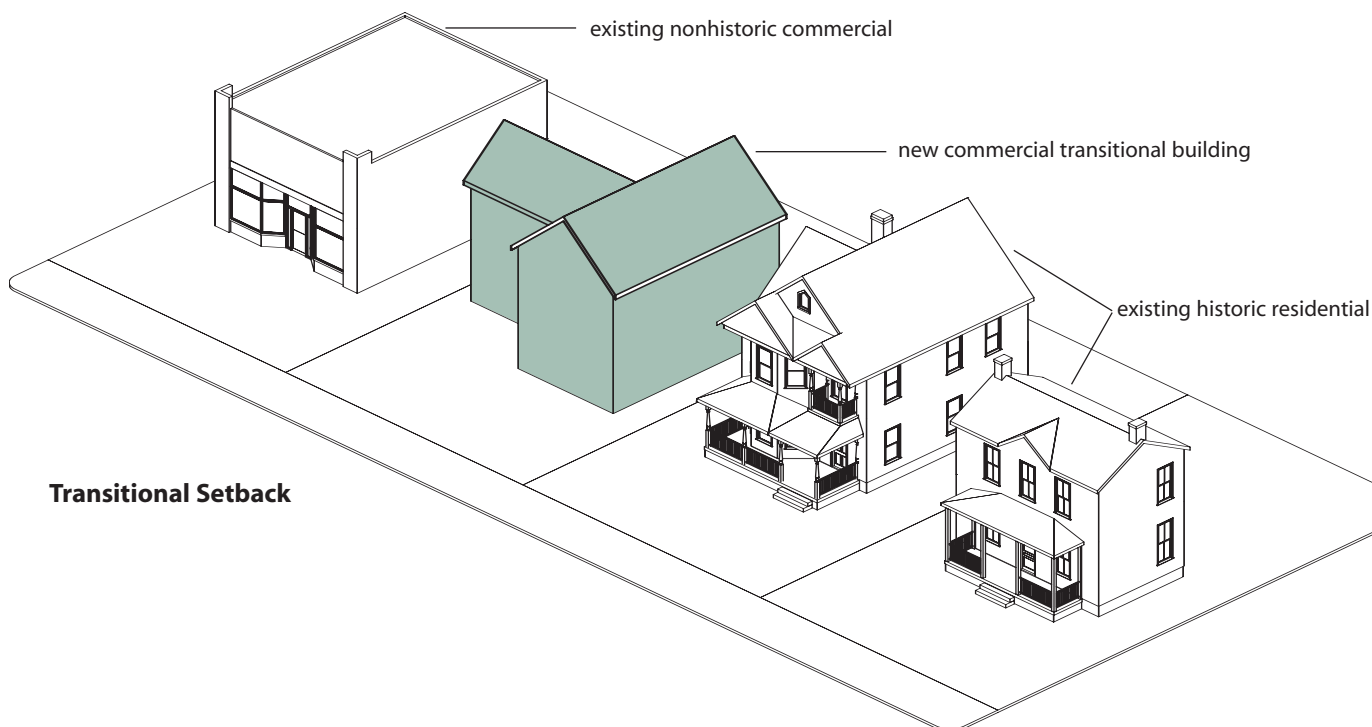 existing nonhistoric commercial
new commercial transitional building
existing historic residential
Transitional Setback